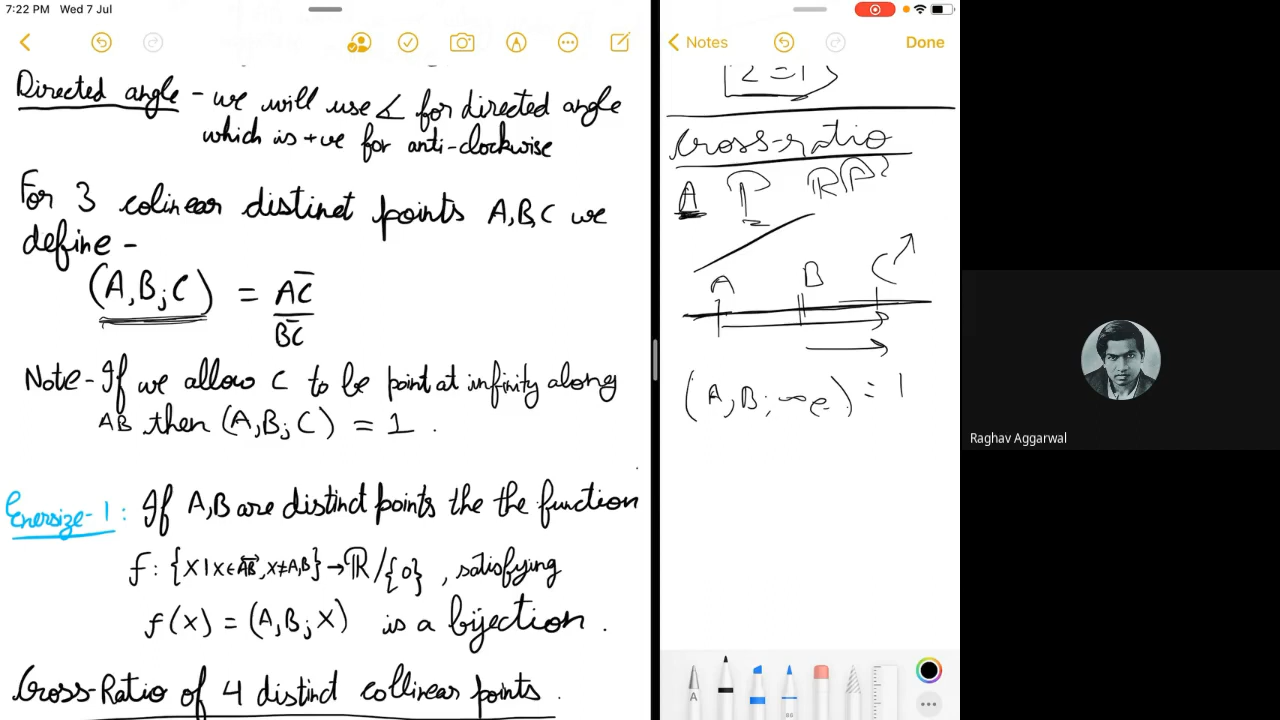 7:22 PM Wed 7 Jul
Directed angle - we will use ∡ for directed angle
which is +ve for anti-clockwise
For 3 colinear distinct points A,B,C we
define -
(A,B;C) = A̅C̅ / B̅C̅
Note - If we allow C to be point at infinity along
AB then (A,B;C) = 1.
Exersize-1: If A,B are distinct points the the function
f: {X | X ∈ AB, X≠A,B} → ℝ/{0}, satisfying
f(X) = (A,B;X) is a bijection.
Cross-Ratio of 4 distinct collinear points.
Notes
Done
2=1
Cross-ratio
A P RP²
A B C
(A,B;∞) = 1
A
Raghav Aggarwal